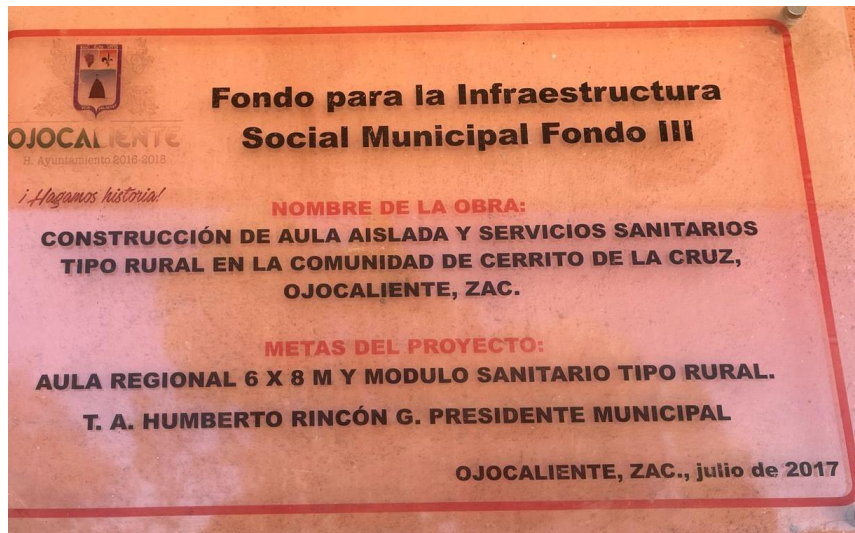 Fondo para la Infraestructura
Social Municipal Fondo III
OJOCALIENTE
H. Ayuntamiento 2016-2018
¡Hagamos historia!
NOMBRE DE LA OBRA:
CONSTRUCCIÓN DE AULA AISLADA Y SERVICIOS SANITARIOS
TIPO RURAL EN LA COMUNIDAD DE CERRITO DE LA CRUZ,
OJOCALIENTE, ZAC.
METAS DEL PROYECTO:
AULA REGIONAL 6 X 8 M Y MODULO SANITARIO TIPO RURAL.
T. A. HUMBERTO RINCÓN G. PRESIDENTE MUNICIPAL
OJOCALIENTE, ZAC., julio de 2017